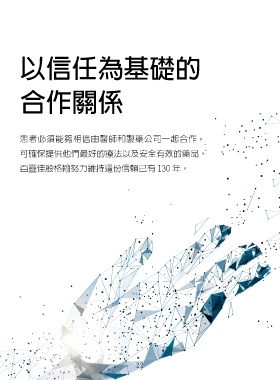 以信任為基礎的
合作關係
患者必須能夠相信由醫師和製藥公司一起合作，
可確保提供他們最好的療法以及安全有效的藥品。
百靈佳殷格翰努力維持這份信賴已有 130 年。